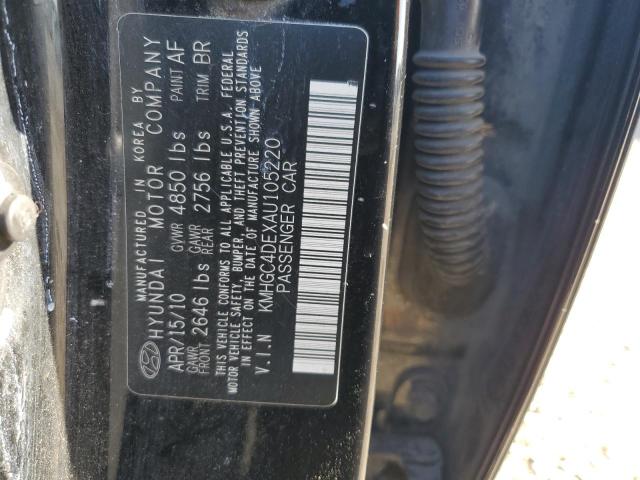 MANUFACTURED IN KOREA BY
HYUNDAI MOTOR COMPANY
APR/15/10 GVWR 4850 lbs PAINT AF
GAWR FRONT 2646 lbs GAWR REAR 2756 lbs TRIM BR
THIS VEHICLE CONFORMS TO ALL APPLICABLE U.S.A. FEDERAL
MOTOR VEHICLE SAFETY, BUMPER, AND THEFT PREVENTION STANDARDS
IN EFFECT ON THE DATE OF MANUFACTURE SHOWN ABOVE
V.I.N KMHGC4DEXAU105220
PASSENGER CAR